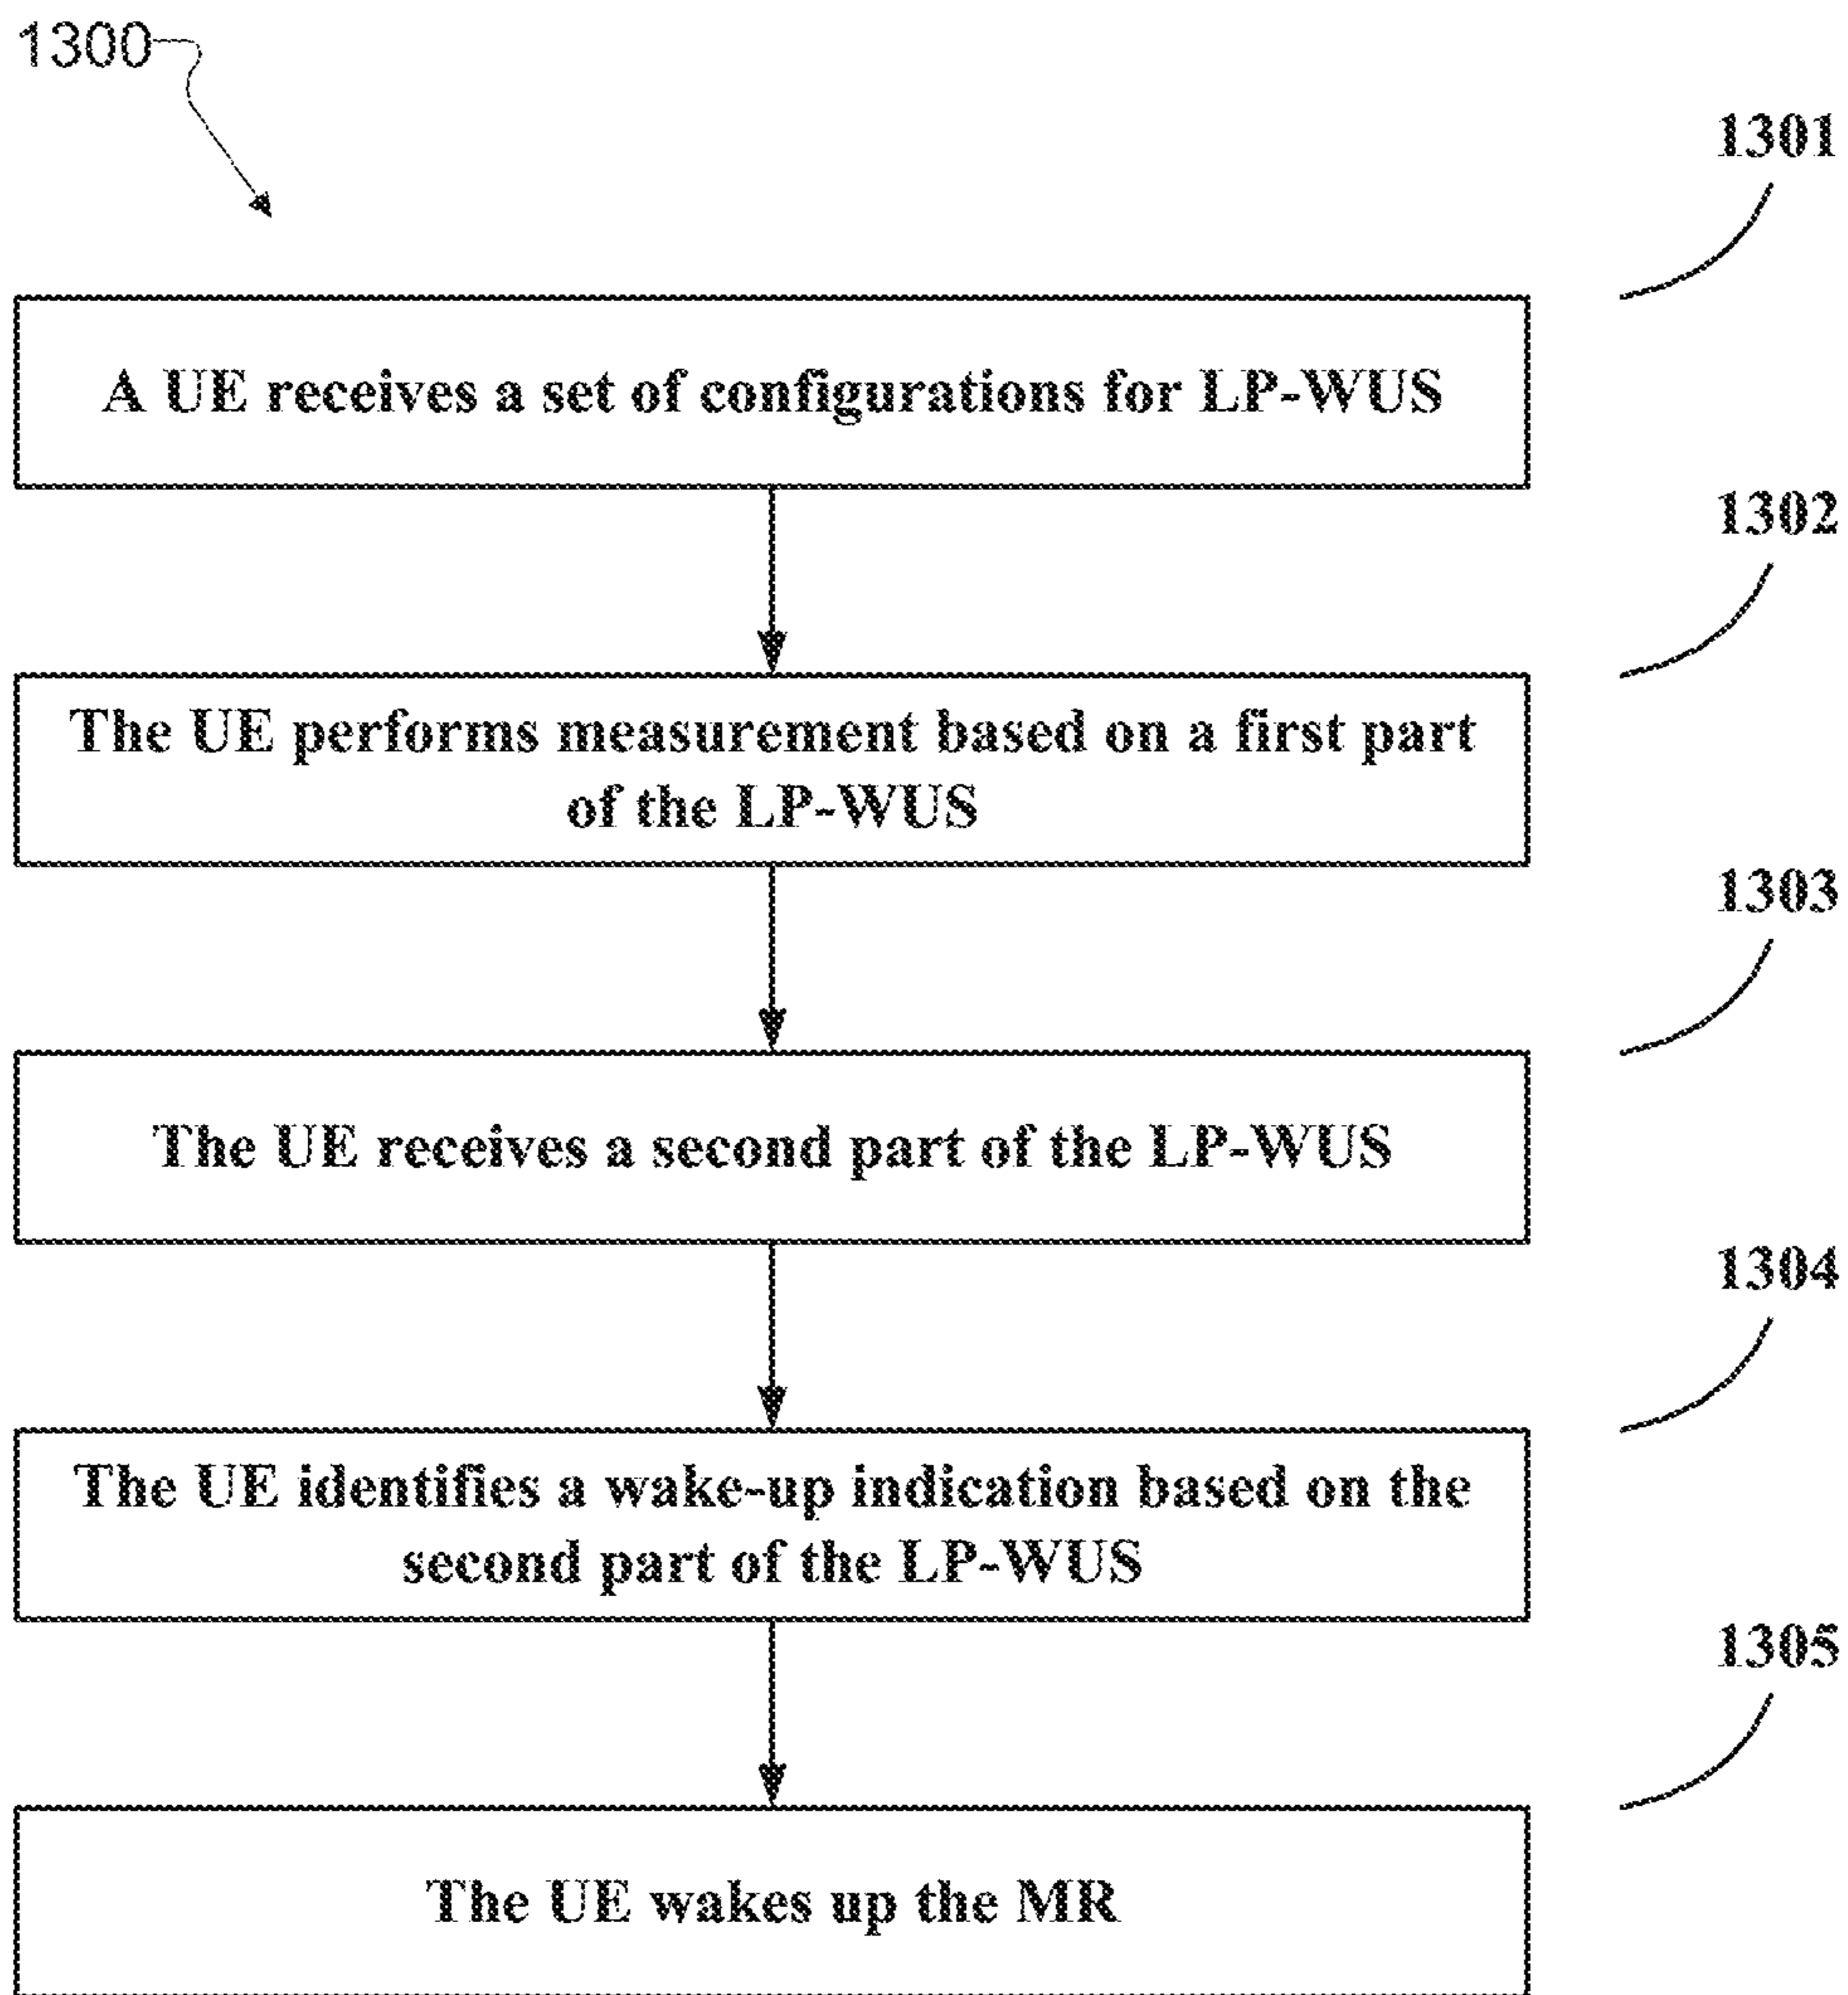 1300
1301
A UE receives a set of configurations for LP-WUS
1302
The UE performs measurement based on a first part
of the LP-WUS
1303
The UE receives a second part of the LP-WUS
1304
The UE identifies a wake-up indication based on the
second part of the LP-WUS
1305
The UE wakes up the MR